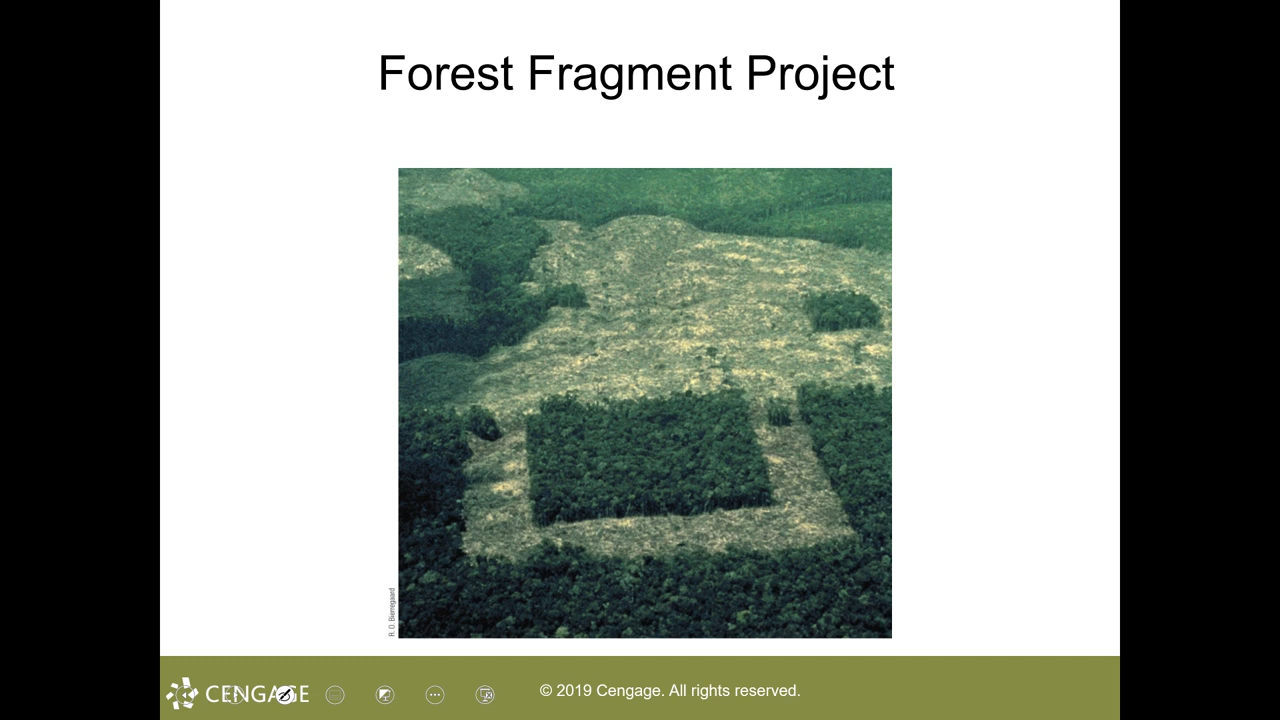 Forest Fragment Project
R. O. Bierregaard
CENGAGE
© 2019 Cengage. All rights reserved.